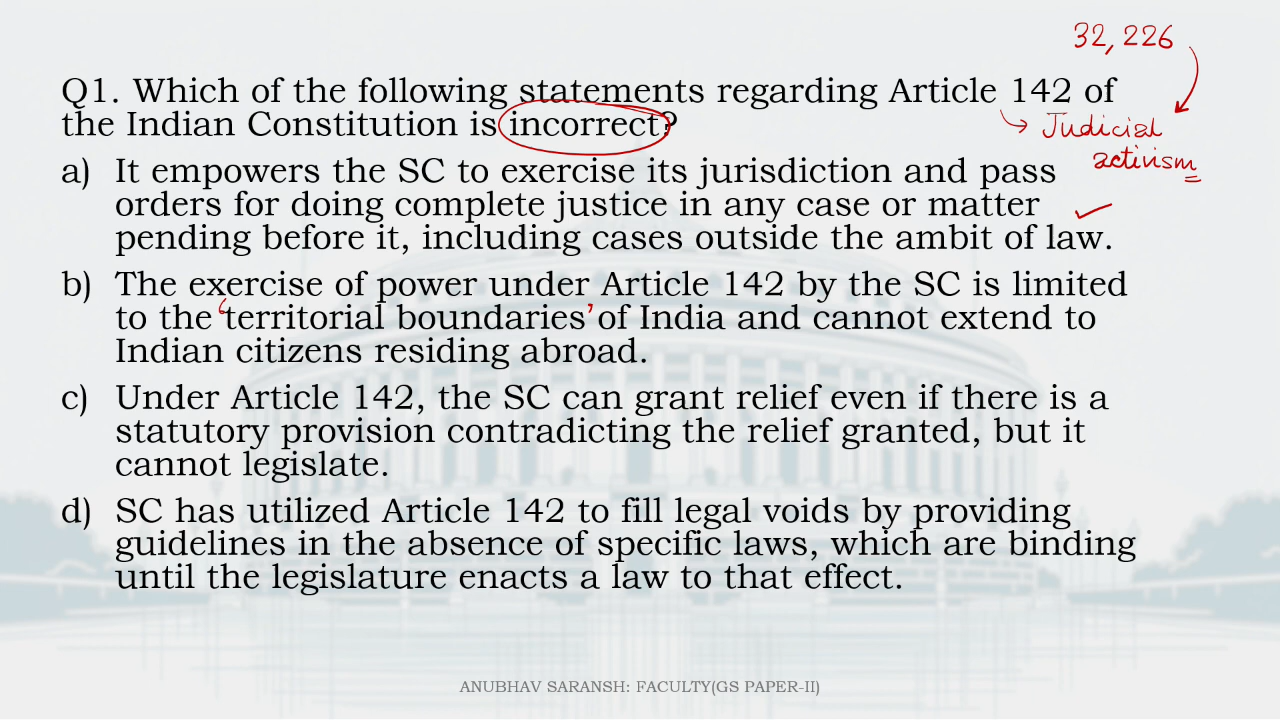 32, 226
Q1. Which of the following statements regarding Article 142 of
the Indian Constitution is incorrect?
Judicial
activism
a) It empowers the SC to exercise its jurisdiction and pass
orders for doing complete justice in any case or matter
pending before it, including cases outside the ambit of law.
b) The exercise of power under Article 142 by the SC is limited
to the ‘territorial boundaries’ of India and cannot extend to
Indian citizens residing abroad.
c) Under Article 142, the SC can grant relief even if there is a
statutory provision contradicting the relief granted, but it
cannot legislate.
d) SC has utilized Article 142 to fill legal voids by providing
guidelines in the absence of specific laws, which are binding
until the legislature enacts a law to that effect.
ANUBHAV SARANSH: FACULTY(GS PAPER-II)